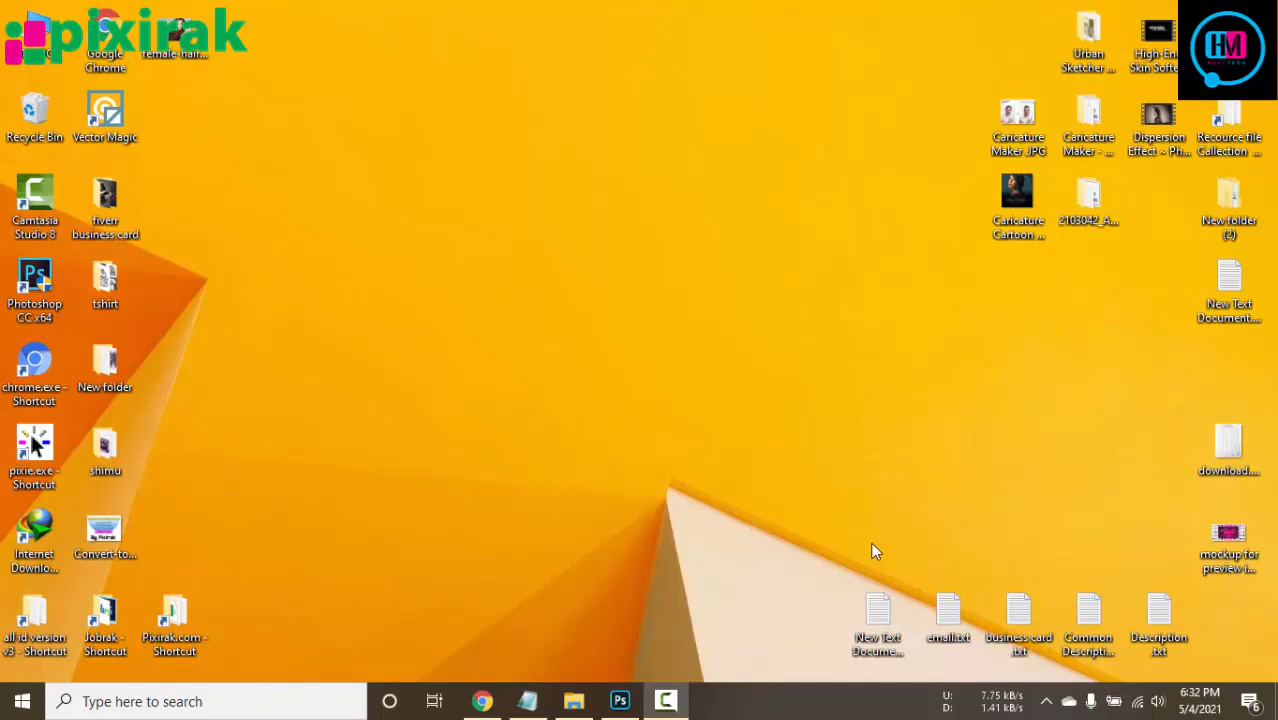 pixirak
Google
Chrome
female-hair...
Urban
Sketcher ...
High-En
Skin Softe
HM
Recycle Bin
Vector Magic
Caricature
Maker .JPG
Caricature
Maker - ...
Dispersion
Effect ~ Ph...
Recource file
Callection ...
Camtasia
Studio 8
fiverr
business card
Caricature
Cartoon ...
2103042_A...
New folder
(2)
Ps
Photoshop
CC x64
tshirt
New Text
Document....
chrome.exe -
Shortcut
New folder
pixie.exe -
Shortcut
shimu
download....
Internet
Downlo...
Convert-to...
mockup for
preview i...
all id version
v3 - Shortcut
Jobrak -
Shortcut
Pixirak.com -
Shortcut
New Text
Docume...
email.txt
business card
.txt
Common
Descripti...
Description
.txt
Type here to search
Ps
U: 7.75 kB/s
D: 1.41 kB/s
6:32 PM
5/4/2021
6